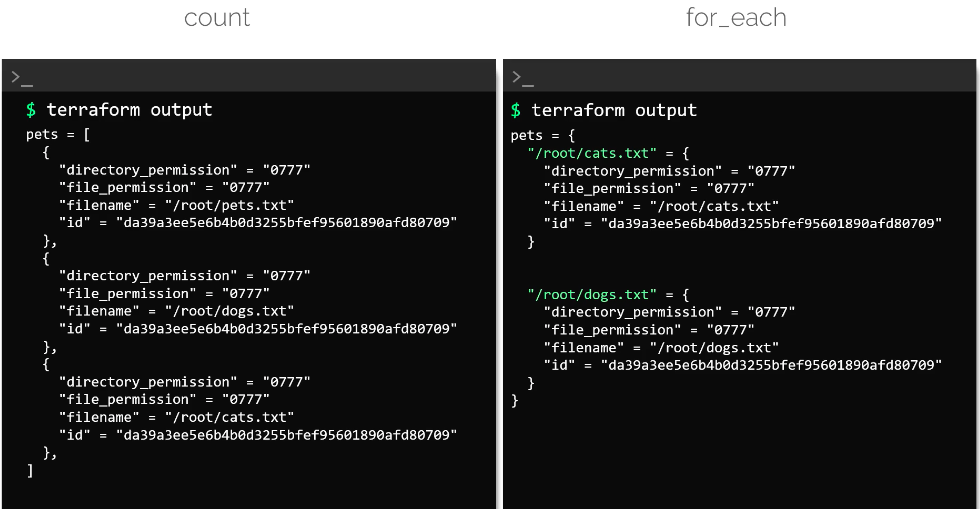 count
>_
$ terraform output
pets = [
  {
    "directory_permission" = "0777"
    "file_permission" = "0777"
    "filename" = "/root/pets.txt"
    "id" = "da39a3ee5e6b4b0d3255bfef95601890afd80709"
  },
  {
    "directory_permission" = "0777"
    "file_permission" = "0777"
    "filename" = "/root/dogs.txt"
    "id" = "da39a3ee5e6b4b0d3255bfef95601890afd80709"
  },
  {
    "directory_permission" = "0777"
    "file_permission" = "0777"
    "filename" = "/root/cats.txt"
    "id" = "da39a3ee5e6b4b0d3255bfef95601890afd80709"
  },
]
for_each
>_
$ terraform output
pets = {
  "/root/cats.txt" = {
    "directory_permission" = "0777"
    "file_permission" = "0777"
    "filename" = "/root/cats.txt"
    "id" = "da39a3ee5e6b4b0d3255bfef95601890afd80709"
  }
  "/root/dogs.txt" = {
    "directory_permission" = "0777"
    "file_permission" = "0777"
    "filename" = "/root/dogs.txt"
    "id" = "da39a3ee5e6b4b0d3255bfef95601890afd80709"
  }
}